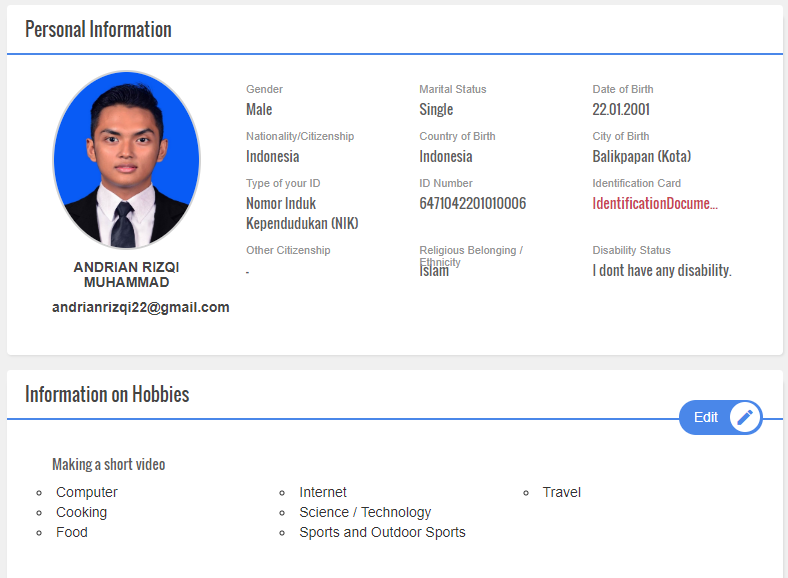 Personal Information
Gender
Male
Marital Status
Single
Date of Birth
22.01.2001
Nationality/Citizenship
Indonesia
Country of Birth
Indonesia
City of Birth
Balikpapan (Kota)
Type of your ID
Nomor Induk
Kependudukan (NIK)
ID Number
6471042201010006
Identification Card
IdentificationDocume...
Other Citizenship
-
Religious Belonging /
Ethnicity
Islam
Disability Status
I dont have any disability.
ANDRIAN RIZQI
MUHAMMAD
andrianrizqi22@gmail.com
Information on Hobbies
Edit
Making a short video
Computer
Cooking
Food
Internet
Science / Technology
Sports and Outdoor Sports
Travel